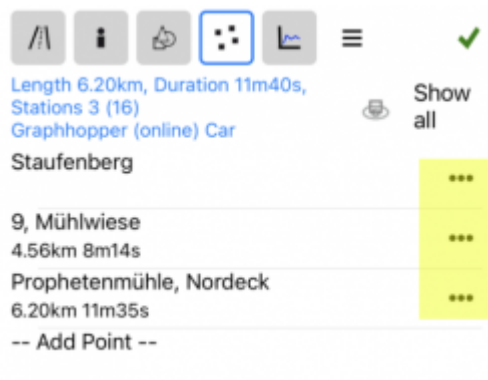 Length 6.20km, Duration 11m40s,
Stations 3 (16)
Graphhopper (online) Car
Show
all
Staufenberg
9, Mühlwiese
4.56km 8m14s
Prophetenmühle, Nordeck
6.20km 11m35s
-- Add Point --